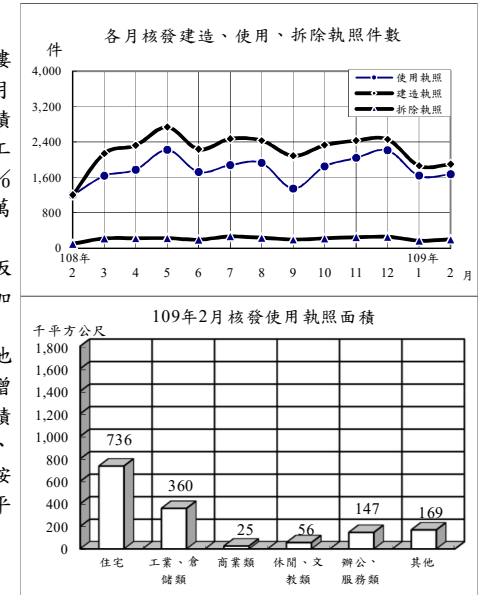 各月核發建造、使用、拆除執照件數
件
4,000
3,200
2,400
1,600
800
0
使用執照
建造執照
拆除執照
108年
109年
2 3 4 5 6 7 8 9 10 11 12 1 2 月
109年2月核發使用執照面積
千平方公尺
1,800
1,600
1,400
1,200
1,000
800
600
400
200
0
736
360
25
56
147
169
住宅
工業、倉
儲類
商業類
休閒、文
教類
辦公、
服務類
其他
積
%
萬
加
增
積
、